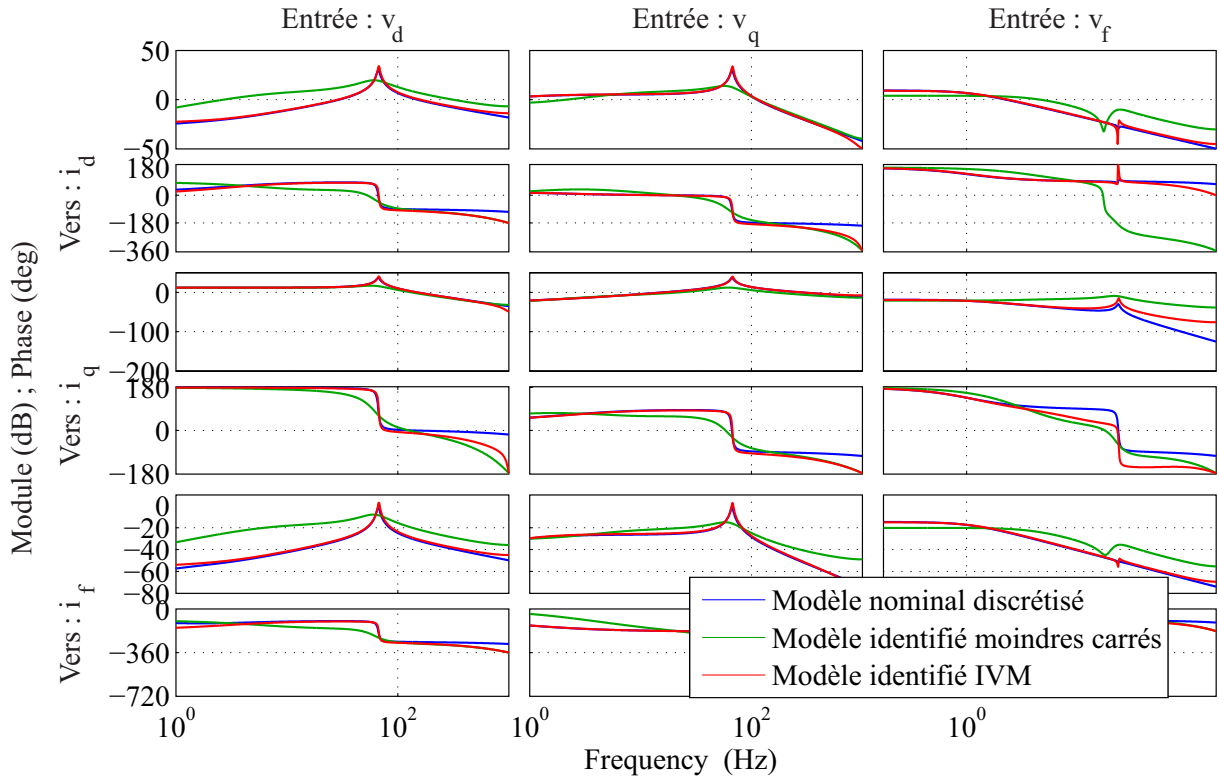 Entrée : v_d Entrée : v_q Entrée : v_f
Module (dB) ; Phase (deg)
Vers : i_d
50
0
−50
180
0
−180
−360
Vers : i_q
0
−100
−200
180
0
−180
Vers : i_f
0
−20
−40
−60
−80
0
−360
−720
Modèle nominal discrétisé
Modèle identifié moindres carrés
Modèle identifié IVM
10^0 10^2 10^0 10^2 10^0
Frequency (Hz)